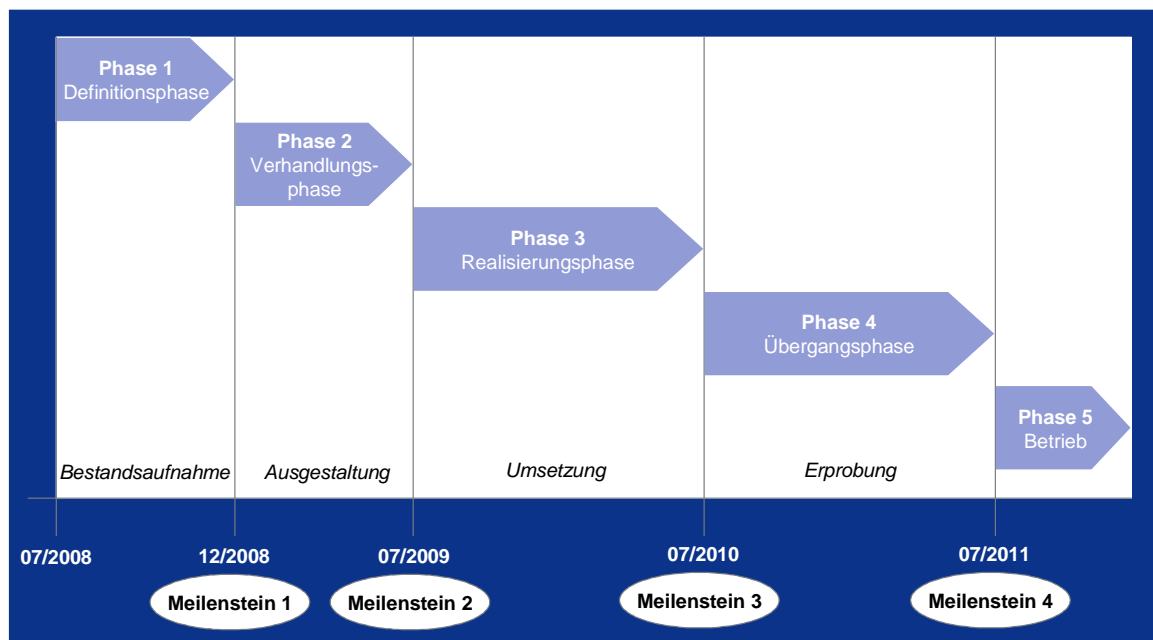 Phase 1
Definitionsphase
Phase 2
Verhandlungs-
phase
Phase 3
Realisierungsphase
Phase 4
Übergangsphase
Phase 5
Betrieb
Bestandsaufnahme
Ausgestaltung
Umsetzung
Erprobung
07/2008
12/2008
07/2009
07/2010
07/2011
Meilenstein 1
Meilenstein 2
Meilenstein 3
Meilenstein 4